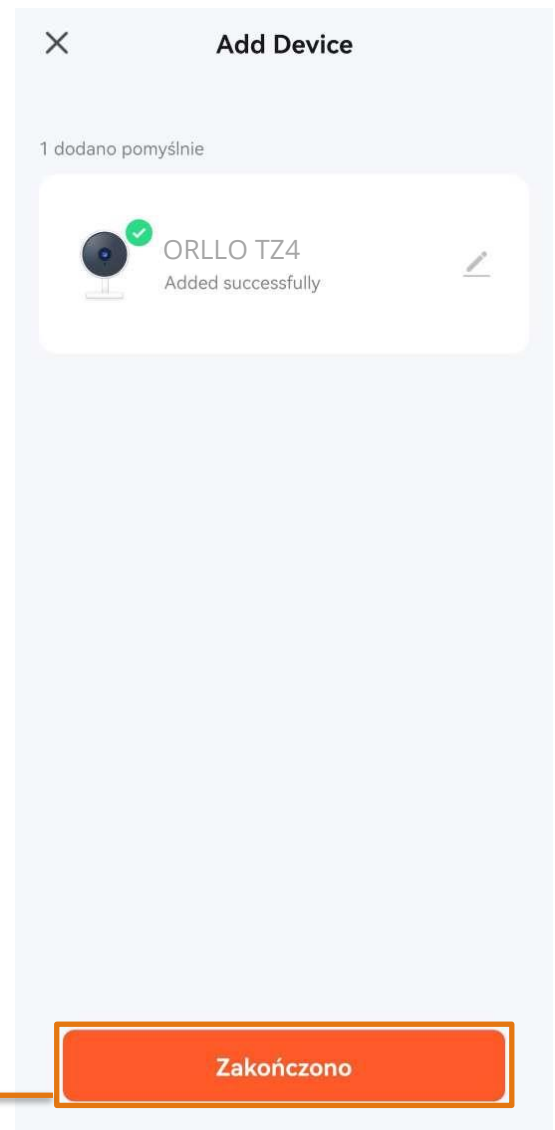 Add Device
1 dodano pomyślnie
ORLLO TZ4
Added successfully
Zakończono